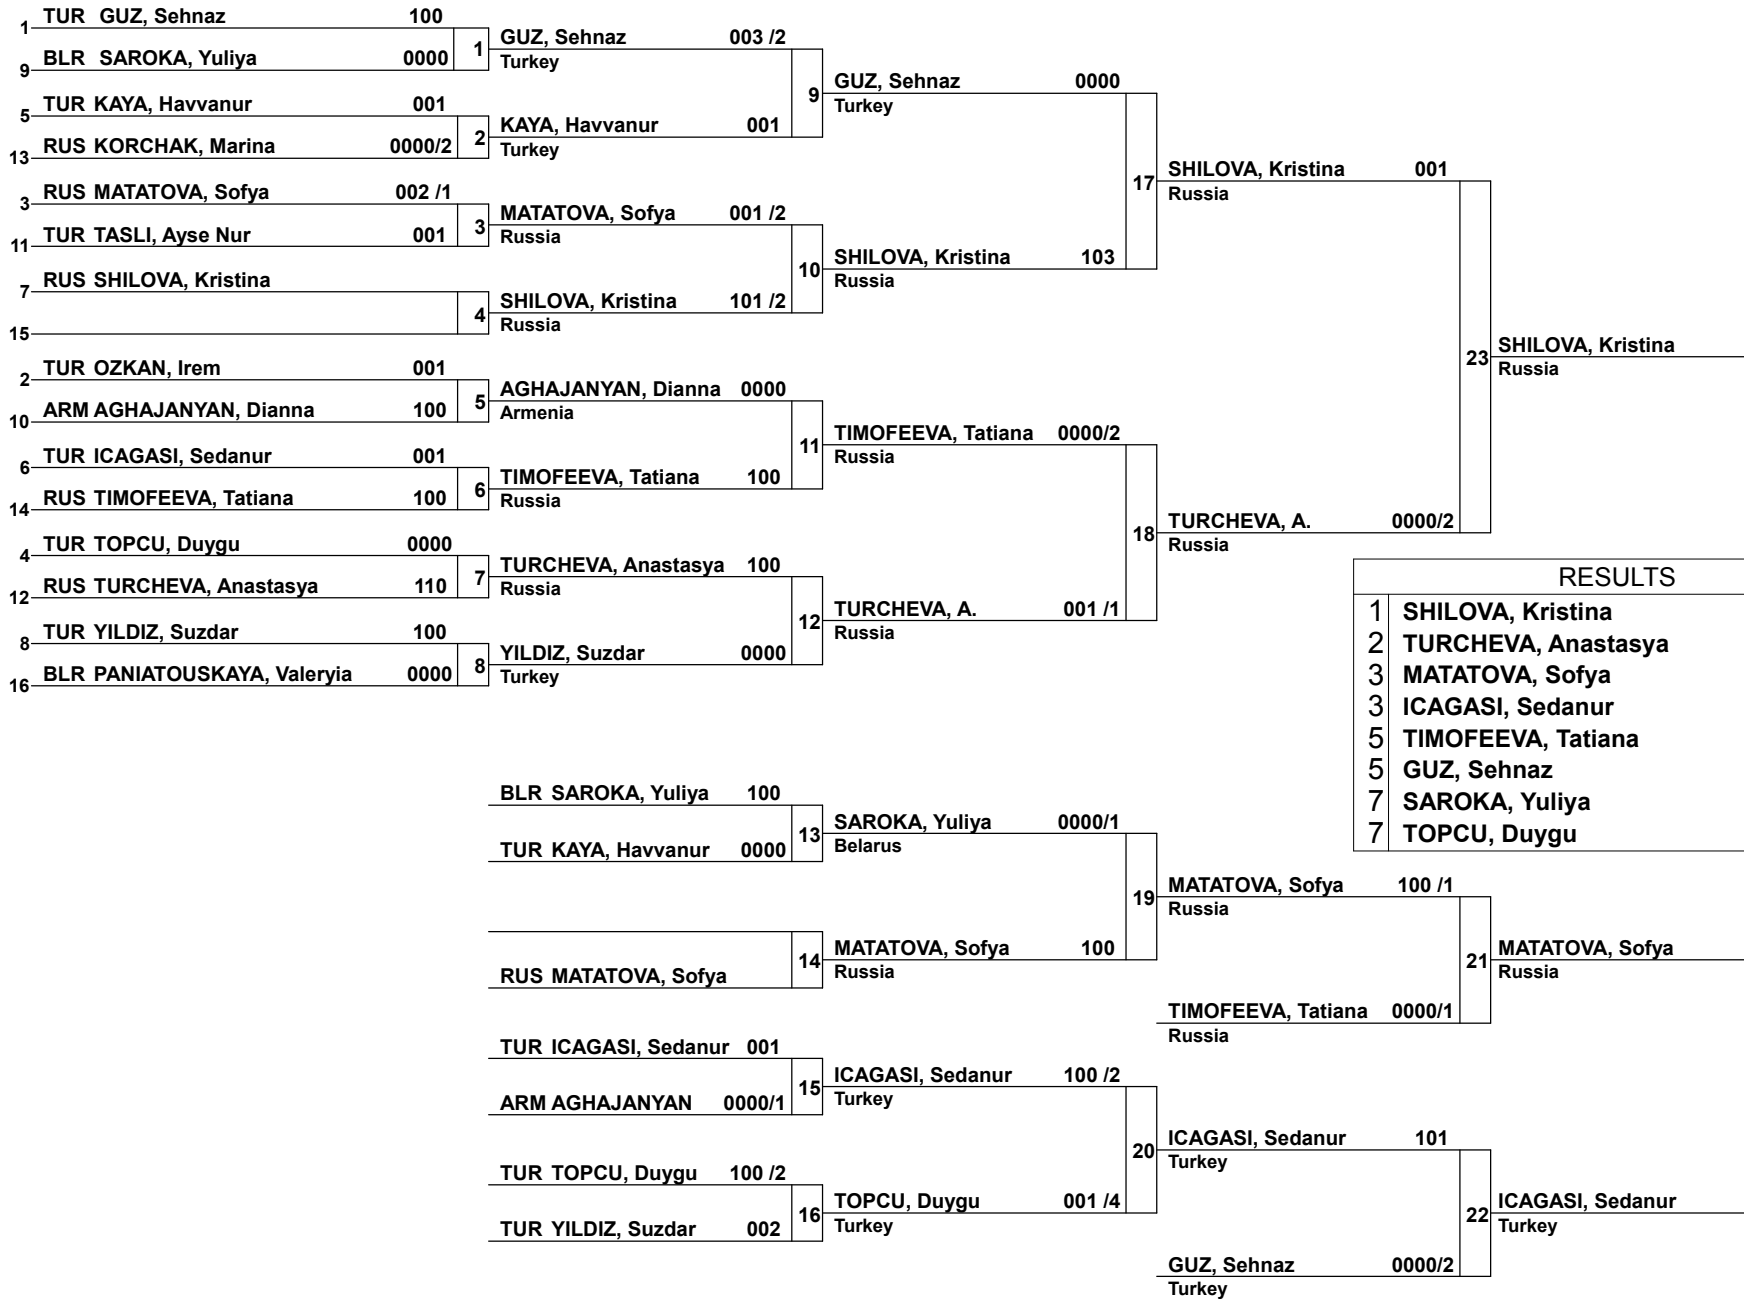 1 TUR GUZ, Sehnaz 100
9 BLR SAROKA, Yuliya 0000
1
5 TUR KAYA, Havvanur 001
13 RUS KORCHAK, Marina 0000/2
2
3 RUS MATATOVA, Sofya 002 /1
11 TUR TASLI, Ayse Nur 001
3
7 RUS SHILOVA, Kristina
15
4
2 TUR OZKAN, Irem 001
10 ARM AGHAJANYAN, Dianna 100
5
6 TUR ICAGASI, Sedanur 001
14 RUS TIMOFEEVA, Tatiana 100
6
4 TUR TOPCU, Duygu 0000
12 RUS TURCHEVA, Anastasya 110
7
8 TUR YILDIZ, Suzdar 100
16 BLR PANIATOUSKAYA, Valeryia 0000
8
GUZ, Sehnaz 003 /2
Turkey
KAYA, Havvanur 001
Turkey
9
MATATOVA, Sofya 001 /2
Russia
SHILOVA, Kristina 101 /2
Russia
10
AGHAJANYAN, Dianna 0000
Armenia
TIMOFEEVA, Tatiana 100
Russia
11
TURCHEVA, Anastasya 100
Russia
YILDIZ, Suzdar 0000
Turkey
12
GUZ, Sehnaz 0000
Turkey
SHILOVA, Kristina 103
Russia
17
TIMOFEEVA, Tatiana 0000/2
Russia
TURCHEVA, A. 001 /1
Russia
18
SHILOVA, Kristina 001
Russia
TURCHEVA, A. 0000/2
Russia
23
SHILOVA, Kristina
Russia
RESULTS
1 SHILOVA, Kristina
2 TURCHEVA, Anastasya
3 MATATOVA, Sofya
3 ICAGASI, Sedanur
5 TIMOFEEVA, Tatiana
5 GUZ, Sehnaz
7 SAROKA, Yuliya
7 TOPCU, Duygu
BLR SAROKA, Yuliya 100
TUR KAYA, Havvanur 0000
13
RUS MATATOVA, Sofya
14
TUR ICAGASI, Sedanur 001
ARM AGHAJANYAN 0000/1
15
TUR TOPCU, Duygu 100 /2
TUR YILDIZ, Suzdar 002
16
SAROKA, Yuliya 0000/1
Belarus
MATATOVA, Sofya 100
Russia
19
ICAGASI, Sedanur 100 /2
Turkey
TOPCU, Duygu 001 /4
Turkey
20
MATATOVA, Sofya 100 /1
Russia
TIMOFEEVA, Tatiana 0000/1
Russia
21
ICAGASI, Sedanur 101
Turkey
GUZ, Sehnaz 0000/2
Turkey
22
MATATOVA, Sofya
Russia
ICAGASI, Sedanur
Turkey